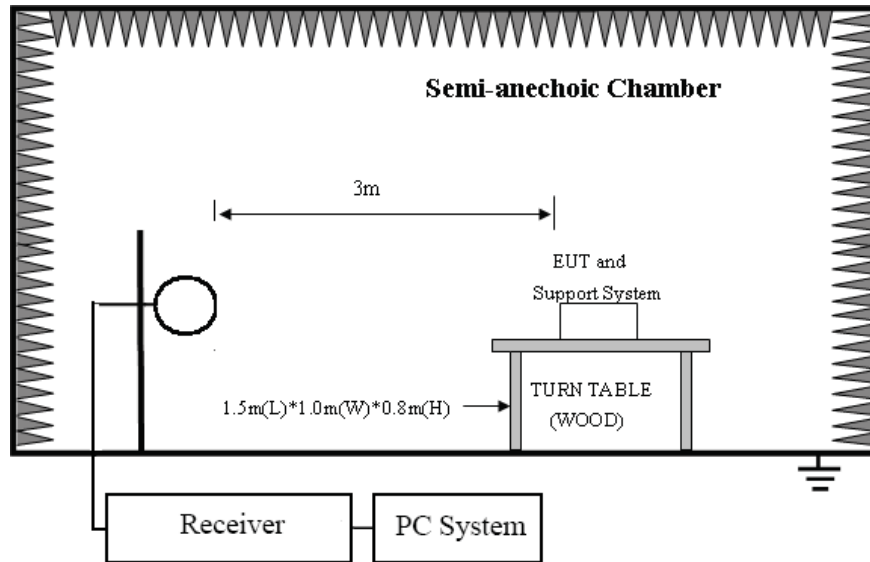 Semi-anechoic Chamber
3m
EUT and
Support System
1.5m(L)*1.0m(W)*0.8m(H)
TURN TABLE
(WOOD)
Receiver
PC System